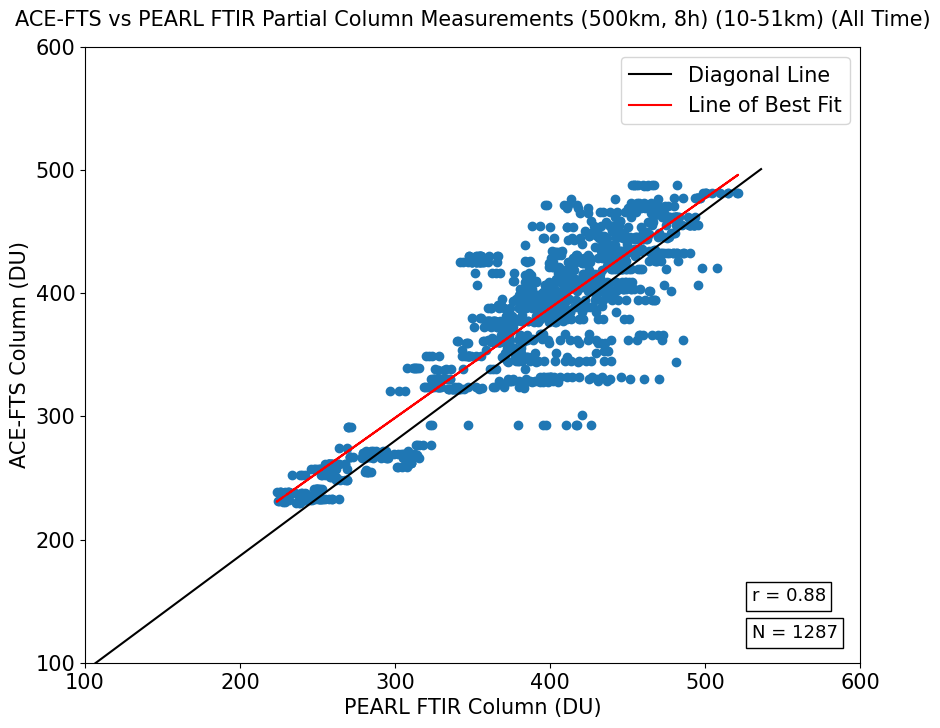 ACE-FTS vs PEARL FTIR Partial Column Measurements (500km, 8h) (10-51km) (All Time)
600
Diagonal Line
Line of Best Fit
500
400
ACE-FTS Column (DU)
300
200
r = 0.88
N = 1287
100
100 200 300 400 500 600
PEARL FTIR Column (DU)